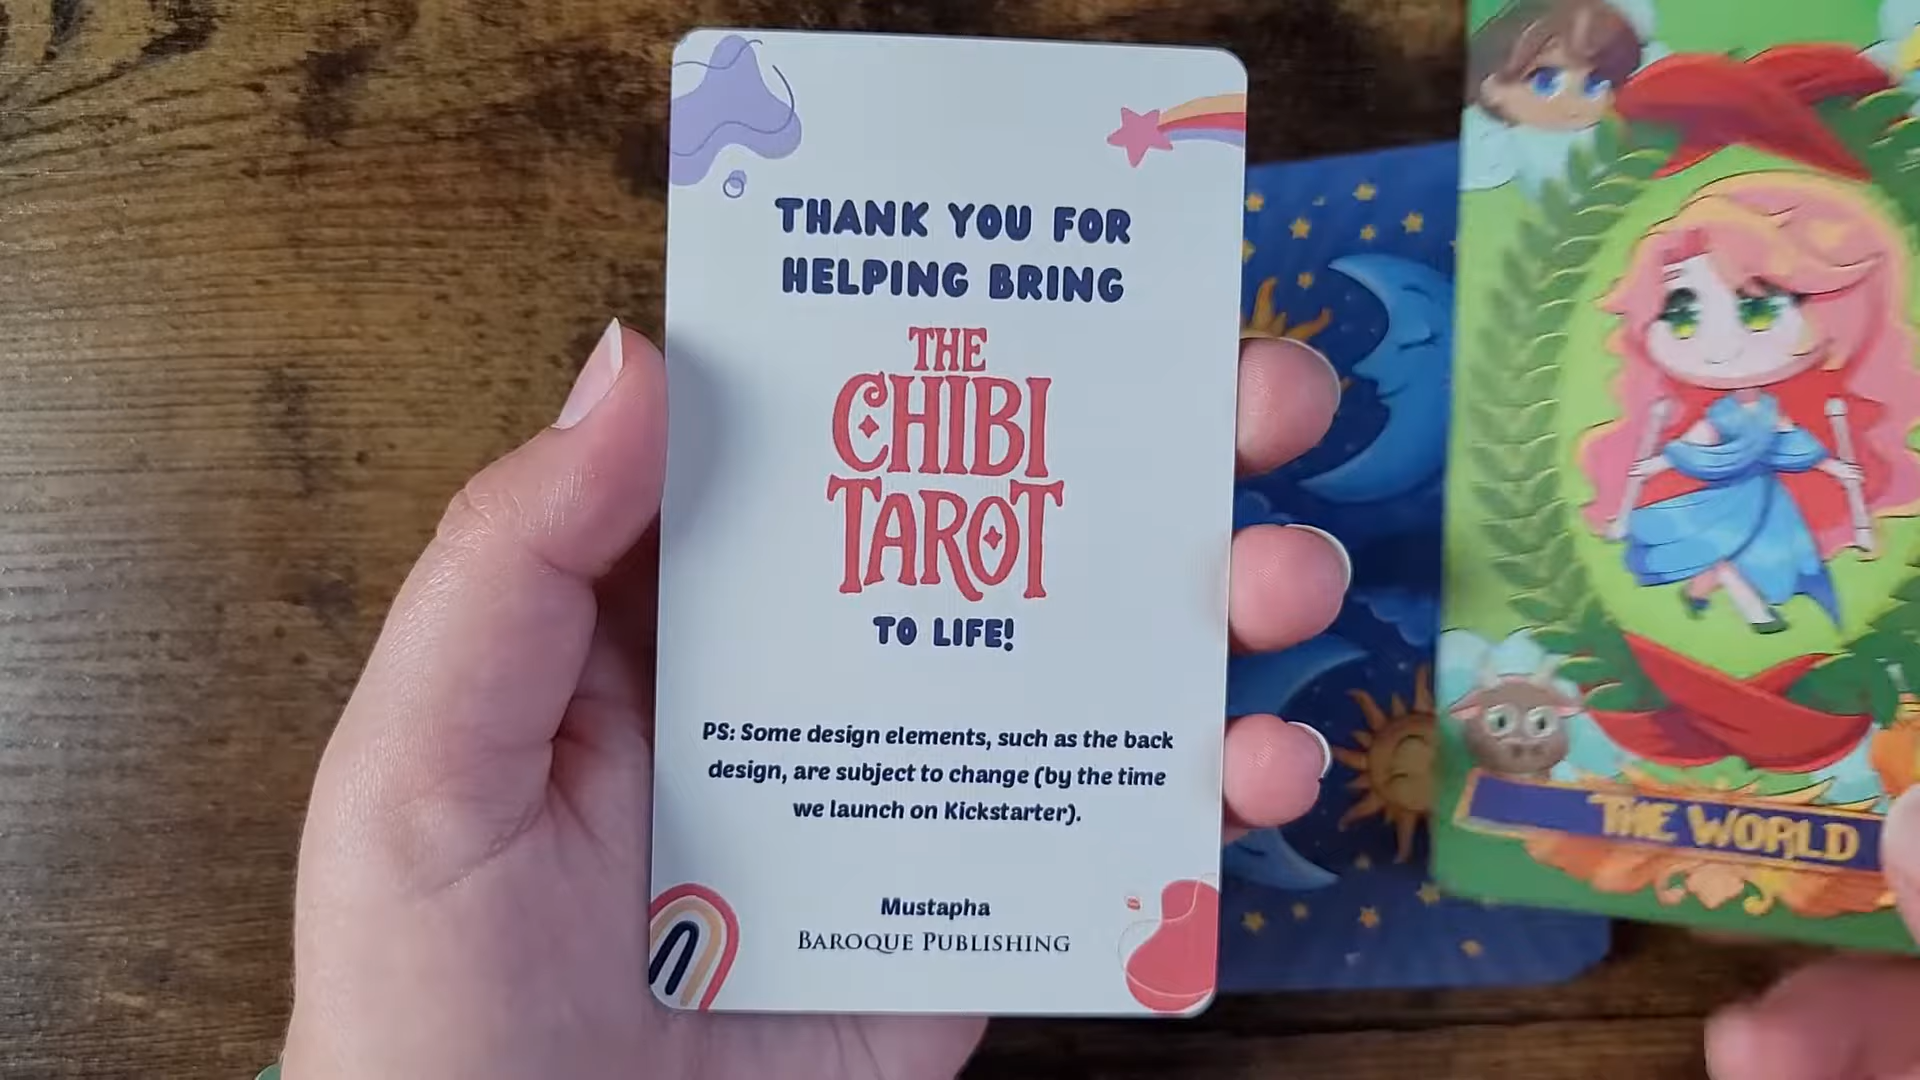 THANK YOU FOR
HELPING BRING
THE
CHIBI
TAROT
TO LIFE!
PS: Some design elements, such as the back
design, are subject to change (by the time
we launch on Kickstarter).
Mustapha
BAROQUE PUBLISHING
THE WORLD